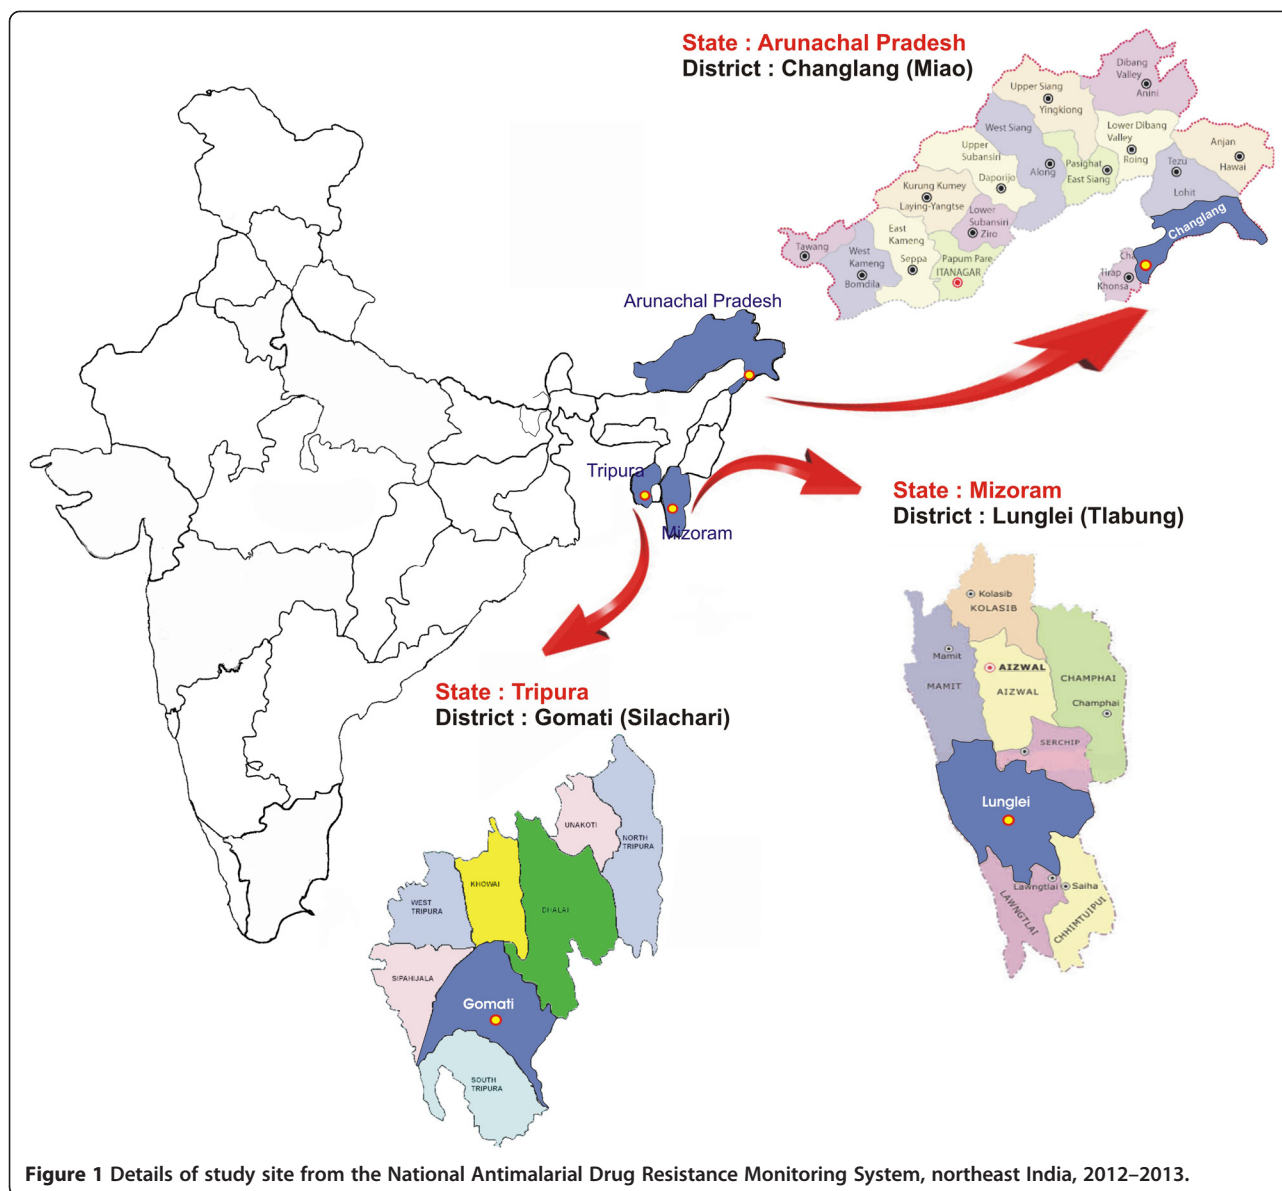 State : Arunachal Pradesh
District : Changlang (Miao)
Dibang
Valley
Anini
Upper Siang
Yingkiong
West Siang
Lower Dibang
Valley
Roing
Anjan
Hawai
Upper
Subansiri
Daporijo
Along
Pasighat
East Siang
Tezu
Lohit
Kurung Kumey
Laying-Yangtse
Lower
Subansiri
Ziro
Changlang
Tawang
West
Kameng
Bomdila
East
Kameng
Seppa
Papum Pare
ITANAGAR
Cha
Tirap
Khonsa
Arunachal Pradesh
Tripura
Mizoram
State : Mizoram
District : Lunglei (Tlabung)
Kolasib
KOLASIB
Mamit
MAMIT
AIZWAL
AIZWAL
CHAMPHAI
Champhai
SERCHIP
Lunglei
Lawngtlai
Saiha
LAWNGTLAI
CHHIMTUIPUI
State : Tripura
District : Gomati (Silachari)
UNAKOTI
NORTH
TRIPURA
KHOWAI
WEST
TRIPURA
DHALAI
SIPAHIJALA
Gomati
SOUTH
TRIPURA
Figure 1 Details of study site from the National Antimalarial Drug Resistance Monitoring System, northeast India, 2012–2013.